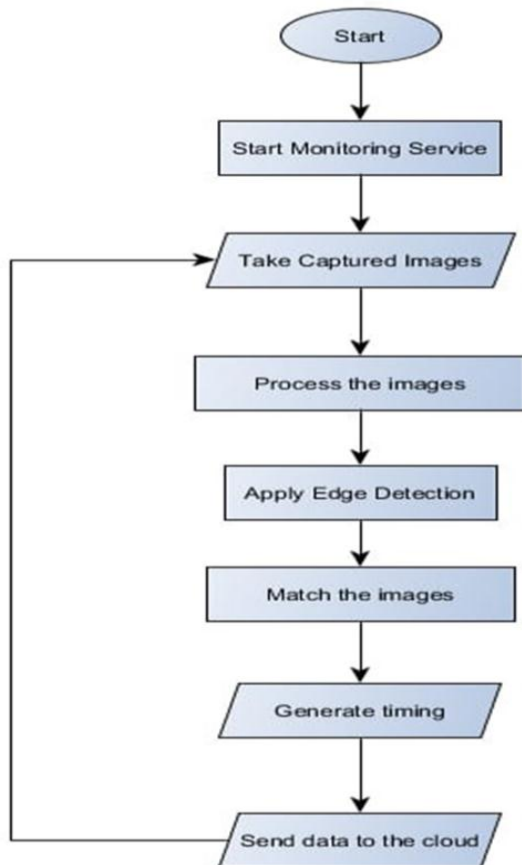 Start
Start Monitoring Service
Take Captured Images
Process the images
Apply Edge Detection
Match the images
Generate timing
Send data to the cloud